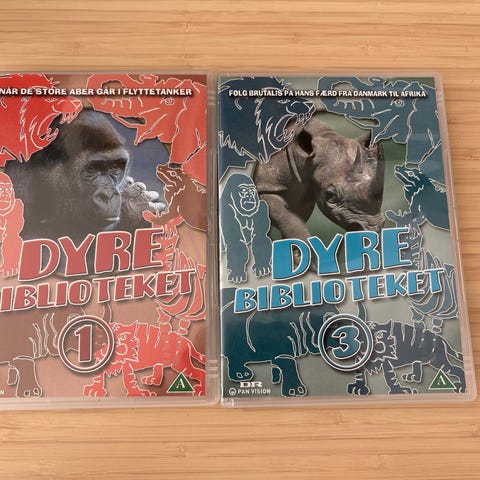 NÅR DE STORE ABER GÅR I FLYTTETANKER
DYRE
BIBLIOTEKET
1
A
FØLG BRUTALIS PÅ HANS FÆRD FRA DANMARK TIL AFRIKA
DYRE
BIBLIOTEKET
3
DR
PAN VISION
A